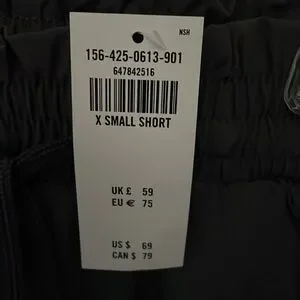 NSH
156-425-0613-901
647842516
X SMALL SHORT
UK £ 59
EU € 75
US $ 69
CAN $ 79